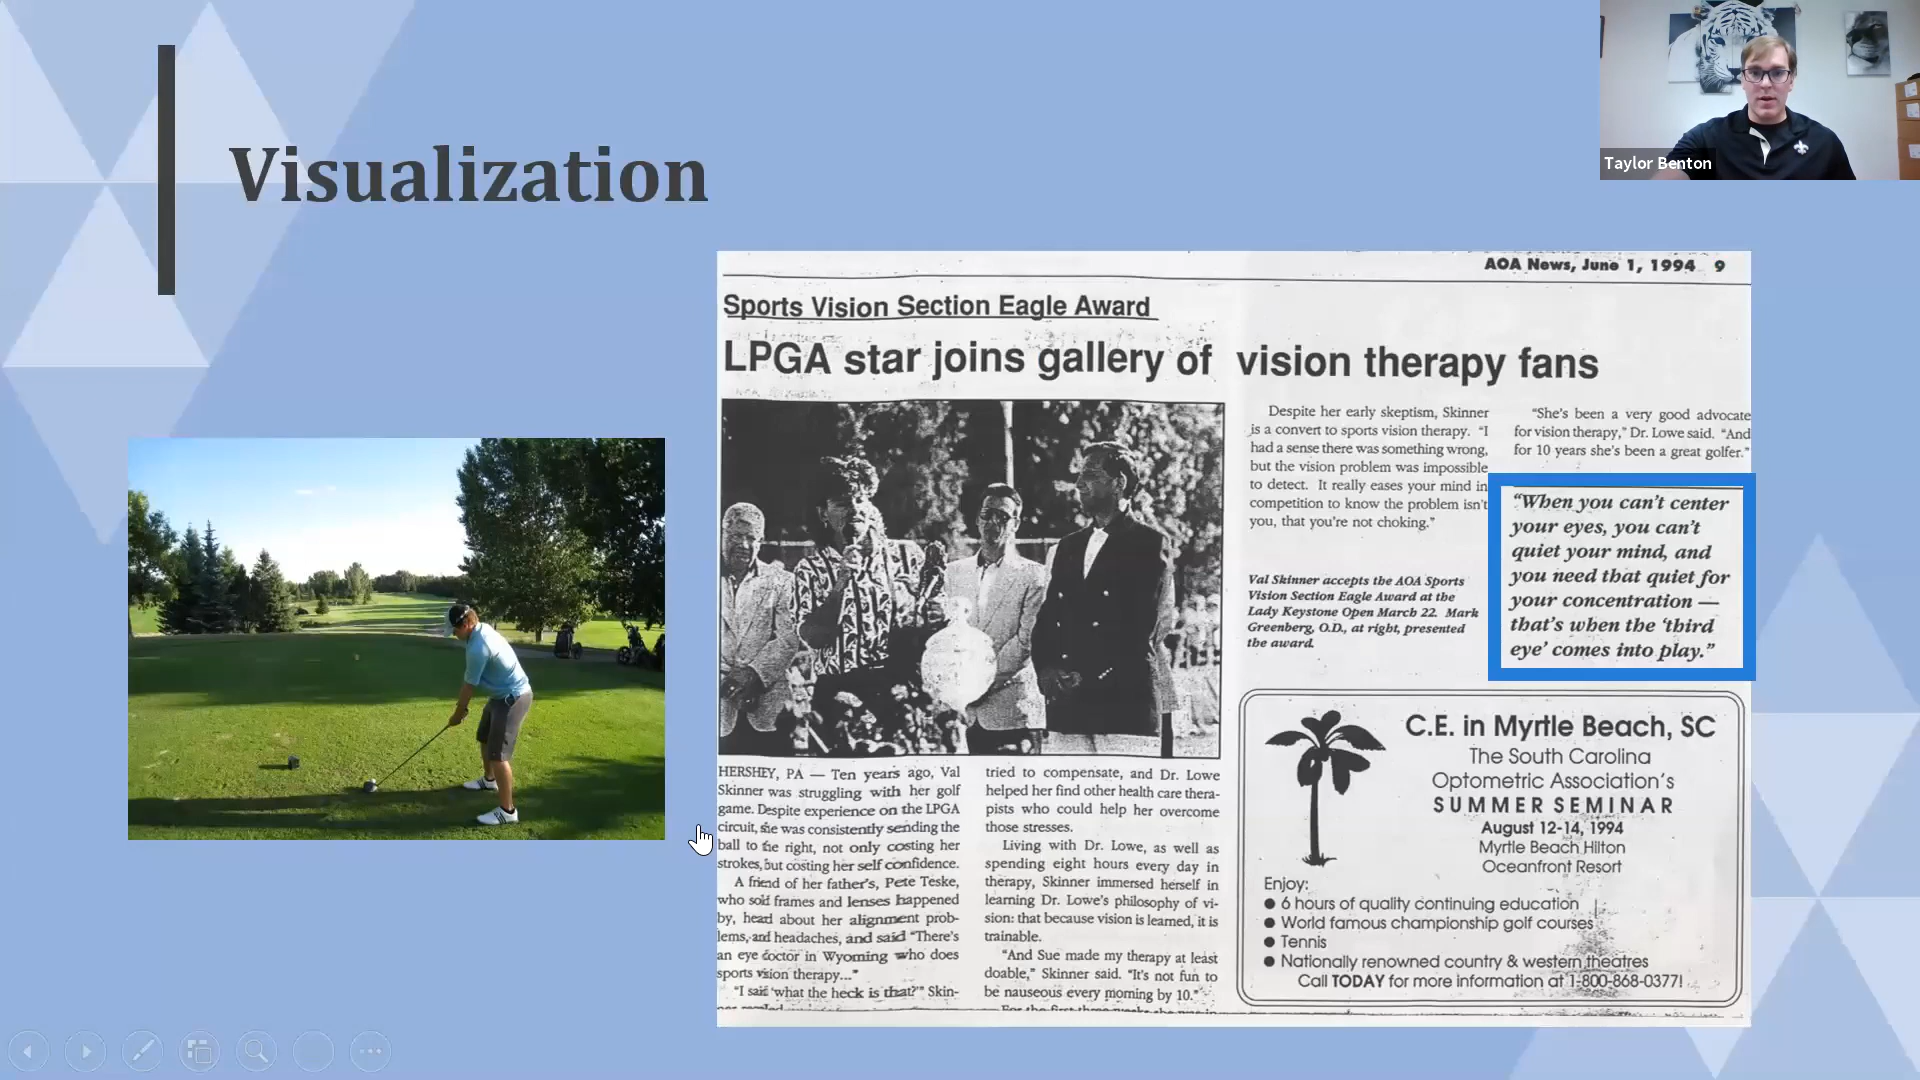 Taylor Benton
Visualization
AOA News, June 1, 1994 9
Sports Vision Section Eagle Award
LPGA star joins gallery of vision therapy fans
HERSHEY, PA — Ten years ago, Val
Skinner was struggling with her golf
game. Despite experience on the LPGA
circuit, she was consistently sending the
ball to the right, not only costing her
strokes, but costing her self confidence.
A friend of her father's, Pete Teske,
who sold frames and lenses happened
by, heard about her alignment prob-
lems, and headaches, and said "There's
an eye doctor in Wyoming who does
sports vision therapy..."
"I said 'what the heck is that?'" Skin-
tried to compensate, and Dr. Lowe
helped her find other health care thera-
pists who could help her overcome
those stresses.
Living with Dr. Lowe, as well as
spending eight hours every day in
therapy, Skinner immersed herself in
learning Dr. Lowe's philosophy of vi-
sion: that because vision is learned, it is
trainable.
"And Sue made my therapy at least
doable," Skinner said. "It's not fun to
be nauseous every morning by 10."
For the first three weeks she was in
Despite her early skeptism, Skinner
is a convert to sports vision therapy. "I
had a sense there was something wrong,
but the vision problem was impossible
to detect. It really eases your mind in
competition to know the problem isn't
you, that you're not choking."
Val Skinner accepts the AOA Sports
Vision Section Eagle Award at the
Lady Keystone Open March 22. Mark
Greenberg, O.D., at right, presented
the award.
"She's been a very good advocate
for vision therapy," Dr. Lowe said. "And
for 10 years she's been a great golfer."
"When you can't center
your eyes, you can't
quiet your mind, and
you need that quiet for
your concentration —
that's when the 'third
eye' comes into play."
C.E. in Myrtle Beach, SC
The South Carolina
Optometric Association's
SUMMER SEMINAR
August 12-14, 1994
Myrtle Beach Hilton
Oceanfront Resort
Enjoy:
● 6 hours of quality continuing education
● World famous championship golf courses
● Tennis
● Nationally renowned country & western theatres
Call TODAY for more information at 1-800-868-0377!